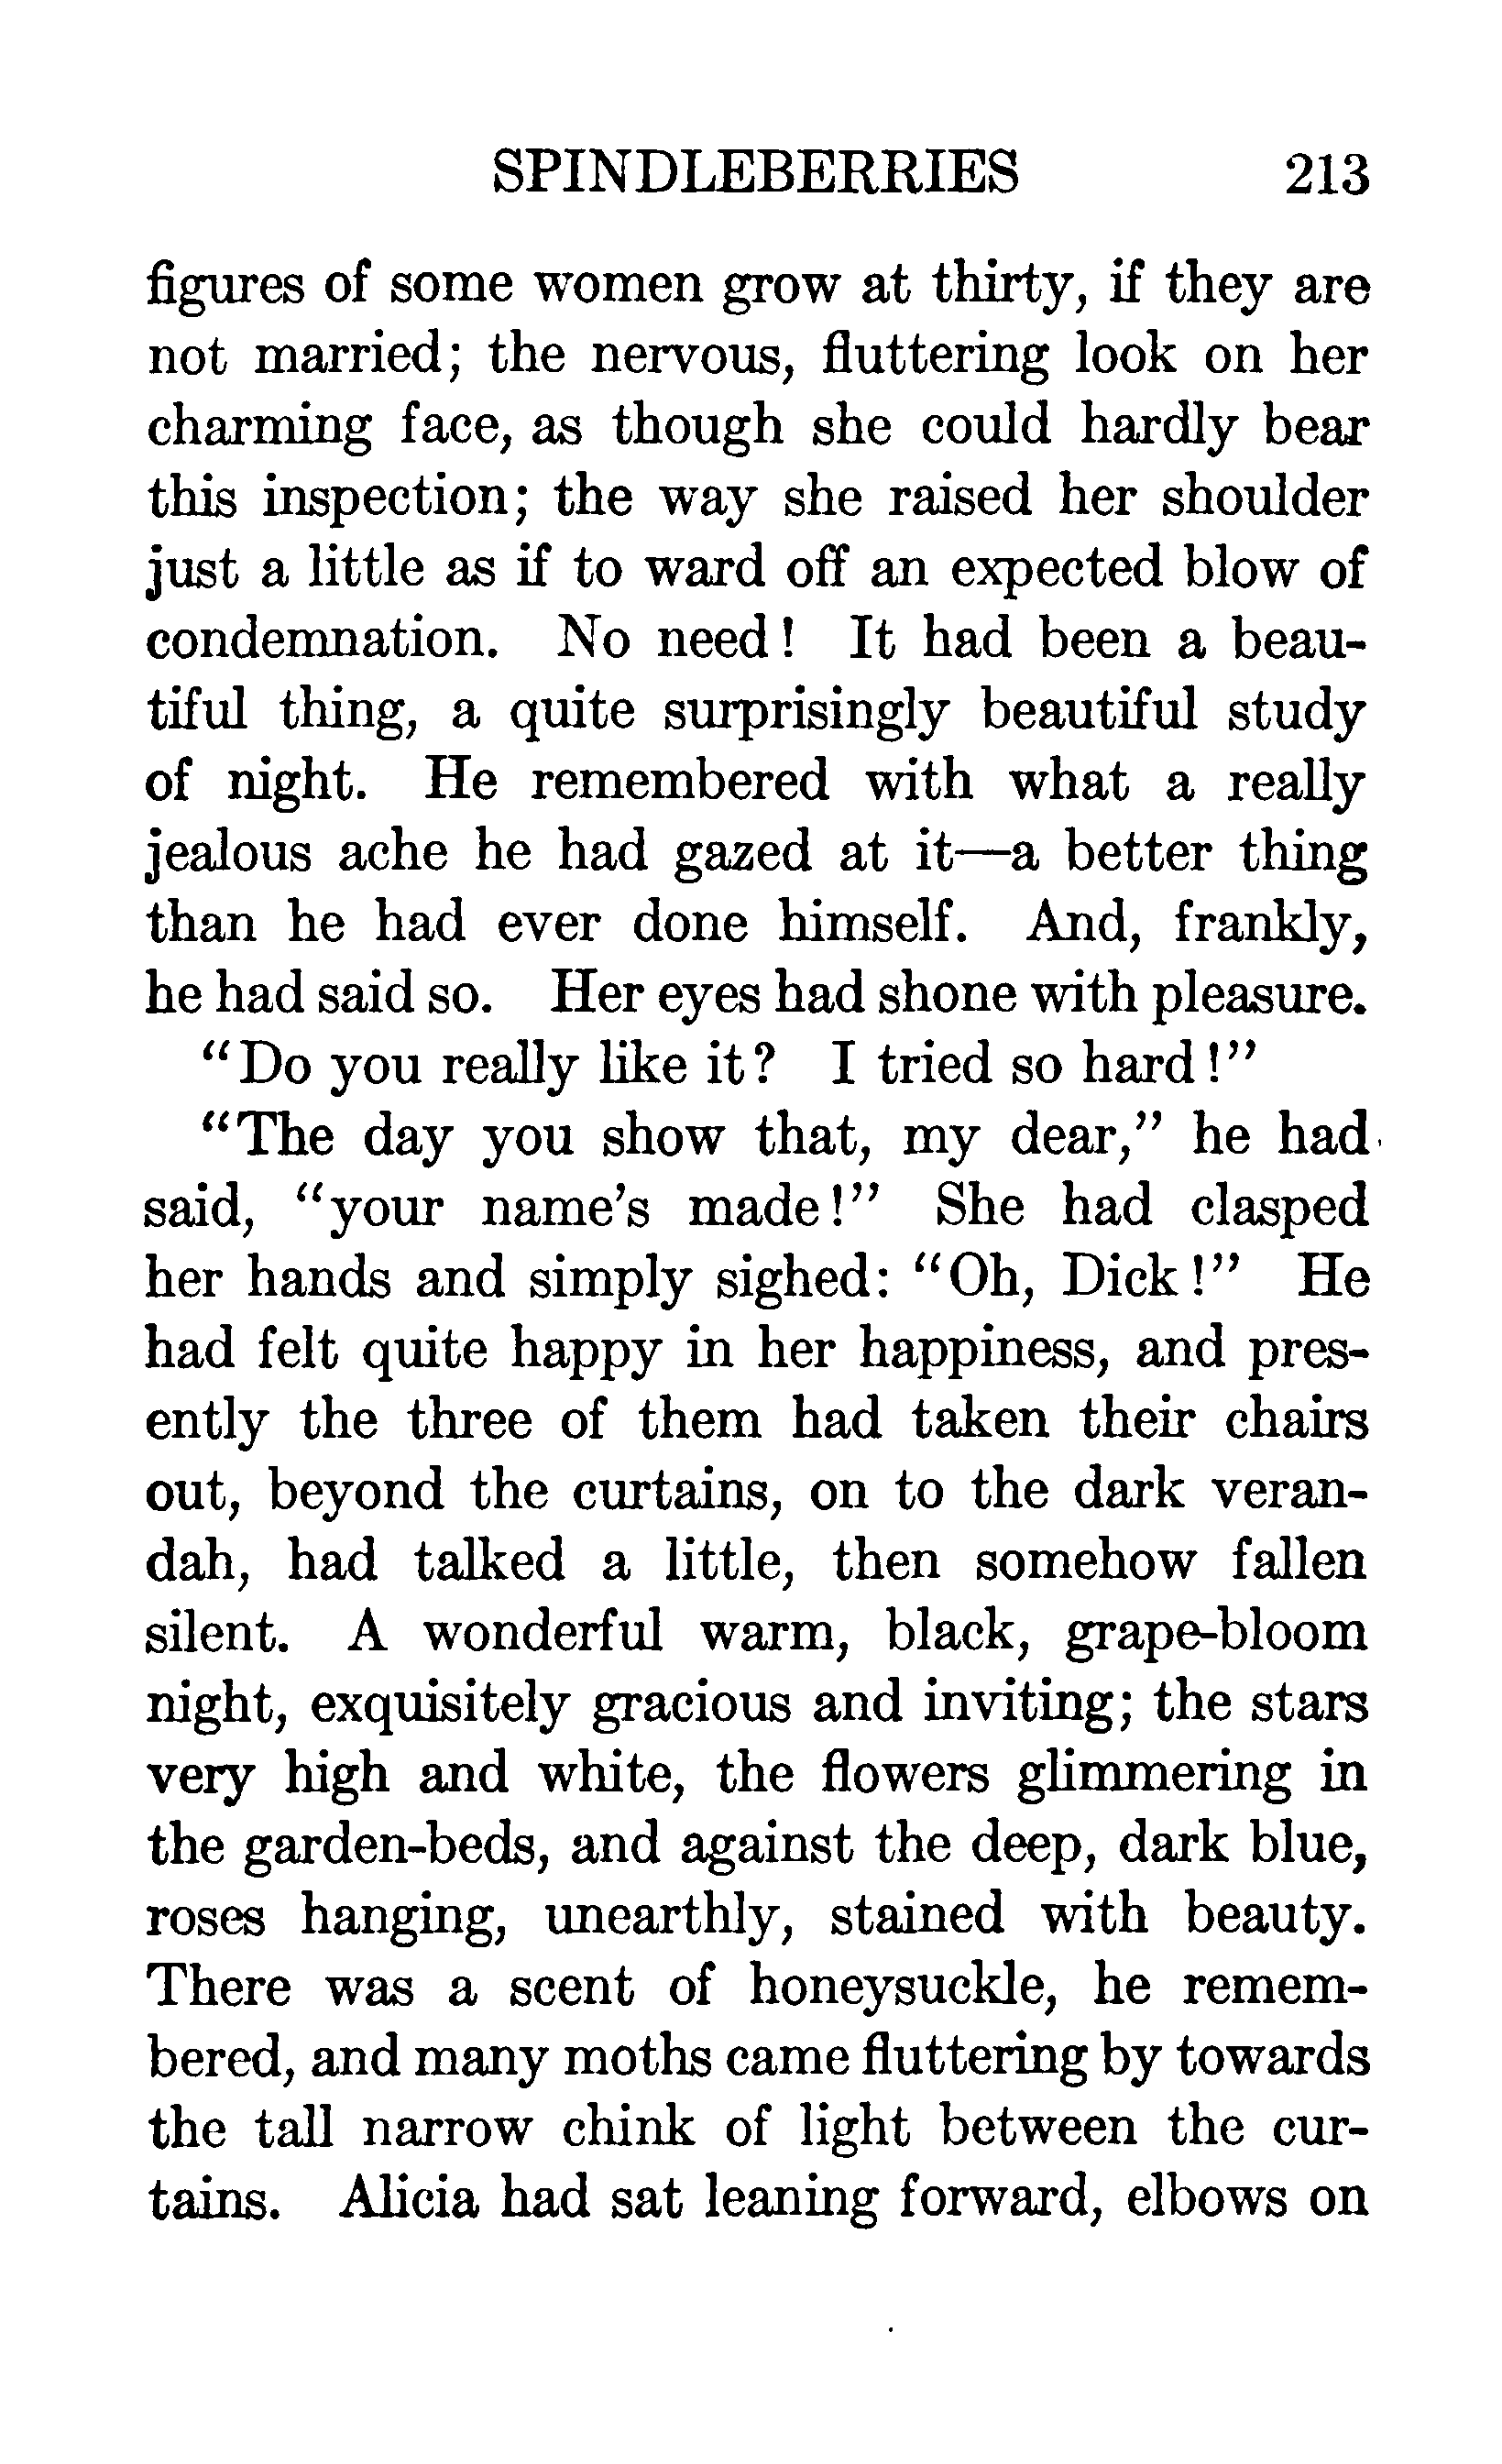 SPINDLEBERRIES 213
figures of some women grow at thirty, if they are
not married; the nervous, fluttering look on her
charming face, as though she could hardly bear
this inspection; the way she raised her shoulder
just a little as if to ward off an expected blow of
condemnation. No need! It had been a beau-
tiful thing, a quite surprisingly beautiful study
of night. He remembered with what a really
jealous ache he had gazed at it—a better thing
than he had ever done himself. And, frankly,
he had said so. Her eyes had shone with pleasure.
"Do you really like it? I tried so hard!"
"The day you show that, my dear," he had
said, "your name's made!" She had clasped
her hands and simply sighed: "Oh, Dick!" He
had felt quite happy in her happiness, and pres-
ently the three of them had taken their chairs
out, beyond the curtains, on to the dark veran-
dah, had talked a little, then somehow fallen
silent. A wonderful warm, black, grape-bloom
night, exquisitely gracious and inviting; the stars
very high and white, the flowers glimmering in
the garden-beds, and against the deep, dark blue,
roses hanging, unearthly, stained with beauty.
There was a scent of honeysuckle, he remem-
bered, and many moths came fluttering by towards
the tall narrow chink of light between the cur-
tains. Alicia had sat leaning forward, elbows on